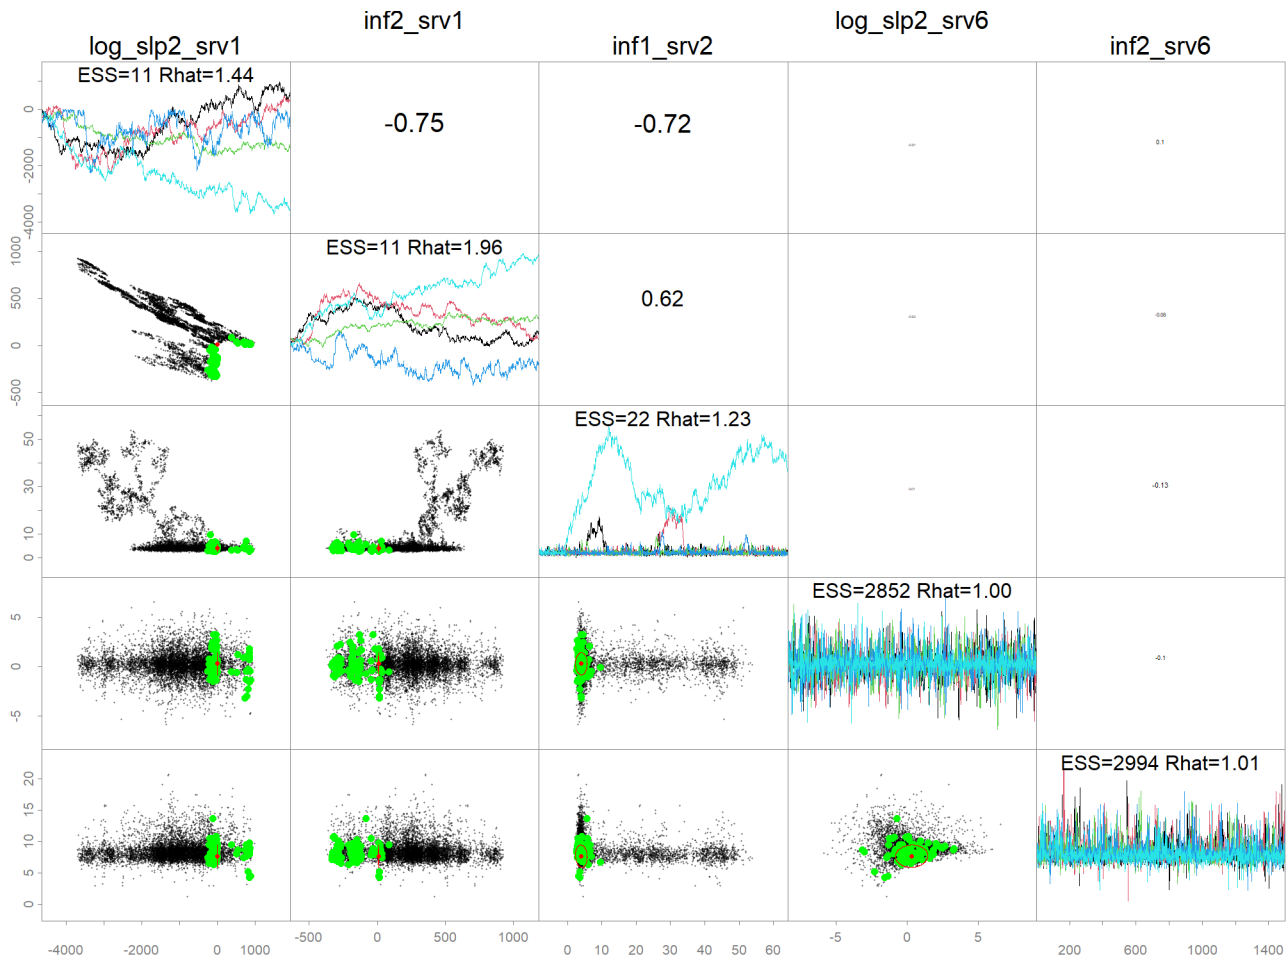 log_slp2_srv1 inf2_srv1 inf1_srv2 log_slp2_srv6 inf2_srv6
ESS=11 Rhat=1.44
-0.75
-0.72
0.1
0
-2000
-4000
ESS=11 Rhat=1.96
0.62
1000
500
0
-500
ESS=22 Rhat=1.23
-0.13
50
30
10
0
ESS=2852 Rhat=1.00
-0.1
5
0
-5
ESS=2994 Rhat=1.01
20
15
10
5
0
-4000 -2000 0 1000
-500 0 500 1000
0 10 20 30 40 50 60
-5 0 5
200 600 1000 1400